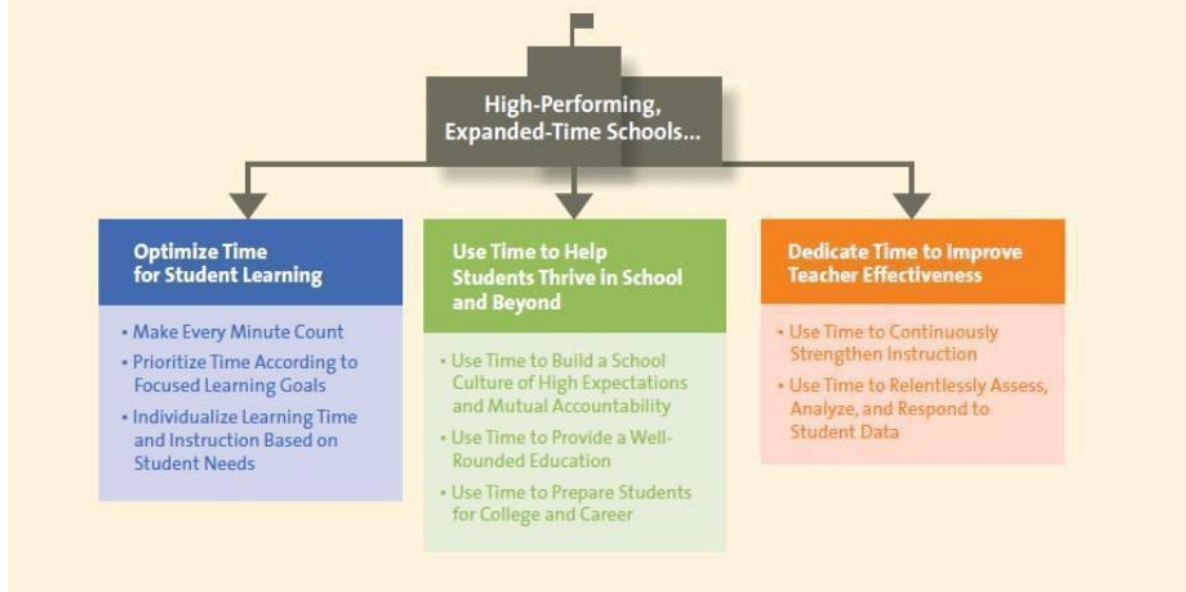 High-Performing,
Expanded-Time Schools...
Optimize Time
for Student Learning
• Make Every Minute Count
• Prioritize Time According to
Focused Learning Goals
• Individualize Learning Time
and Instruction Based on
Student Needs
Use Time to Help
Students Thrive in School
and Beyond
• Use Time to Build a School
Culture of High Expectations
and Mutual Accountability
• Use Time to Provide a Well-
Rounded Education
• Use Time to Prepare Students
for College and Career
Dedicate Time to Improve
Teacher Effectiveness
• Use Time to Continuously
Strengthen Instruction
• Use Time to Relentlessly Assess,
Analyze, and Respond to
Student Data